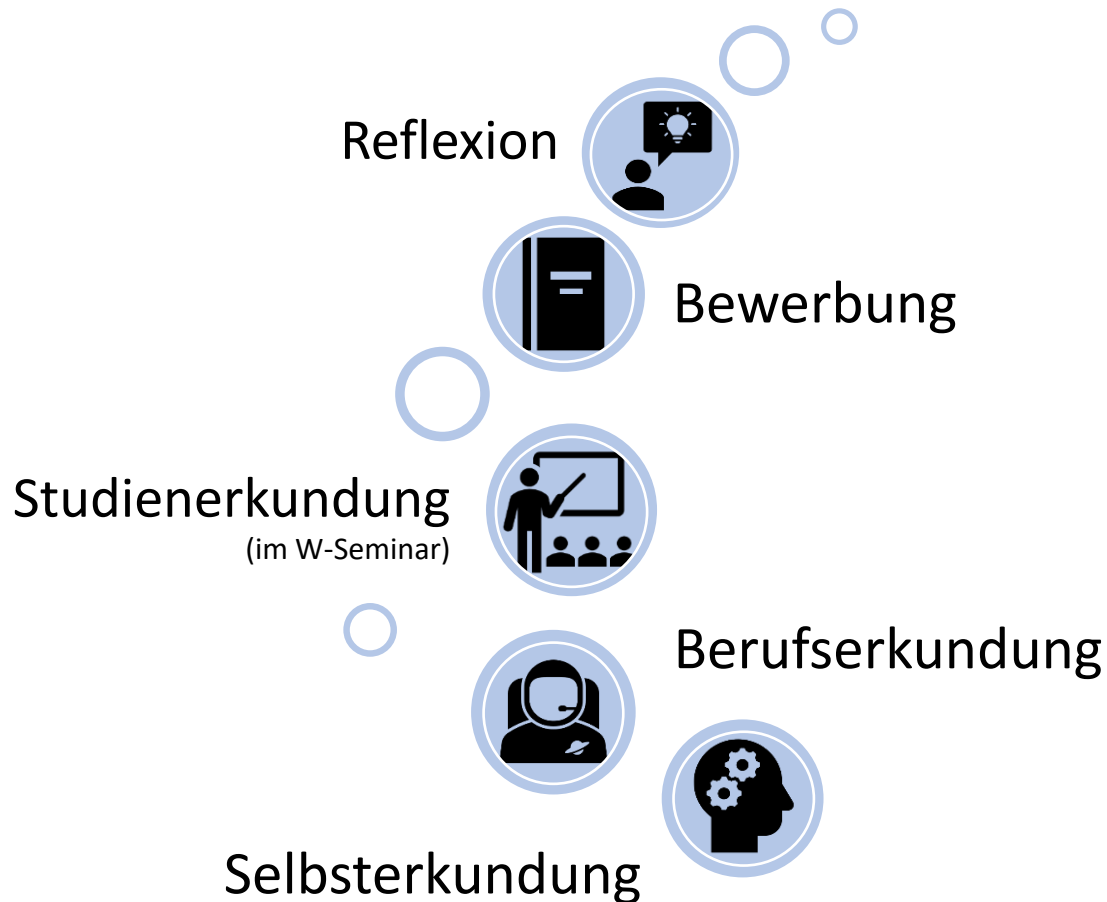 Reflexion
Bewerbung
Studienerkundung
(im W-Seminar)
Berufserkundung
Selbsterkundung